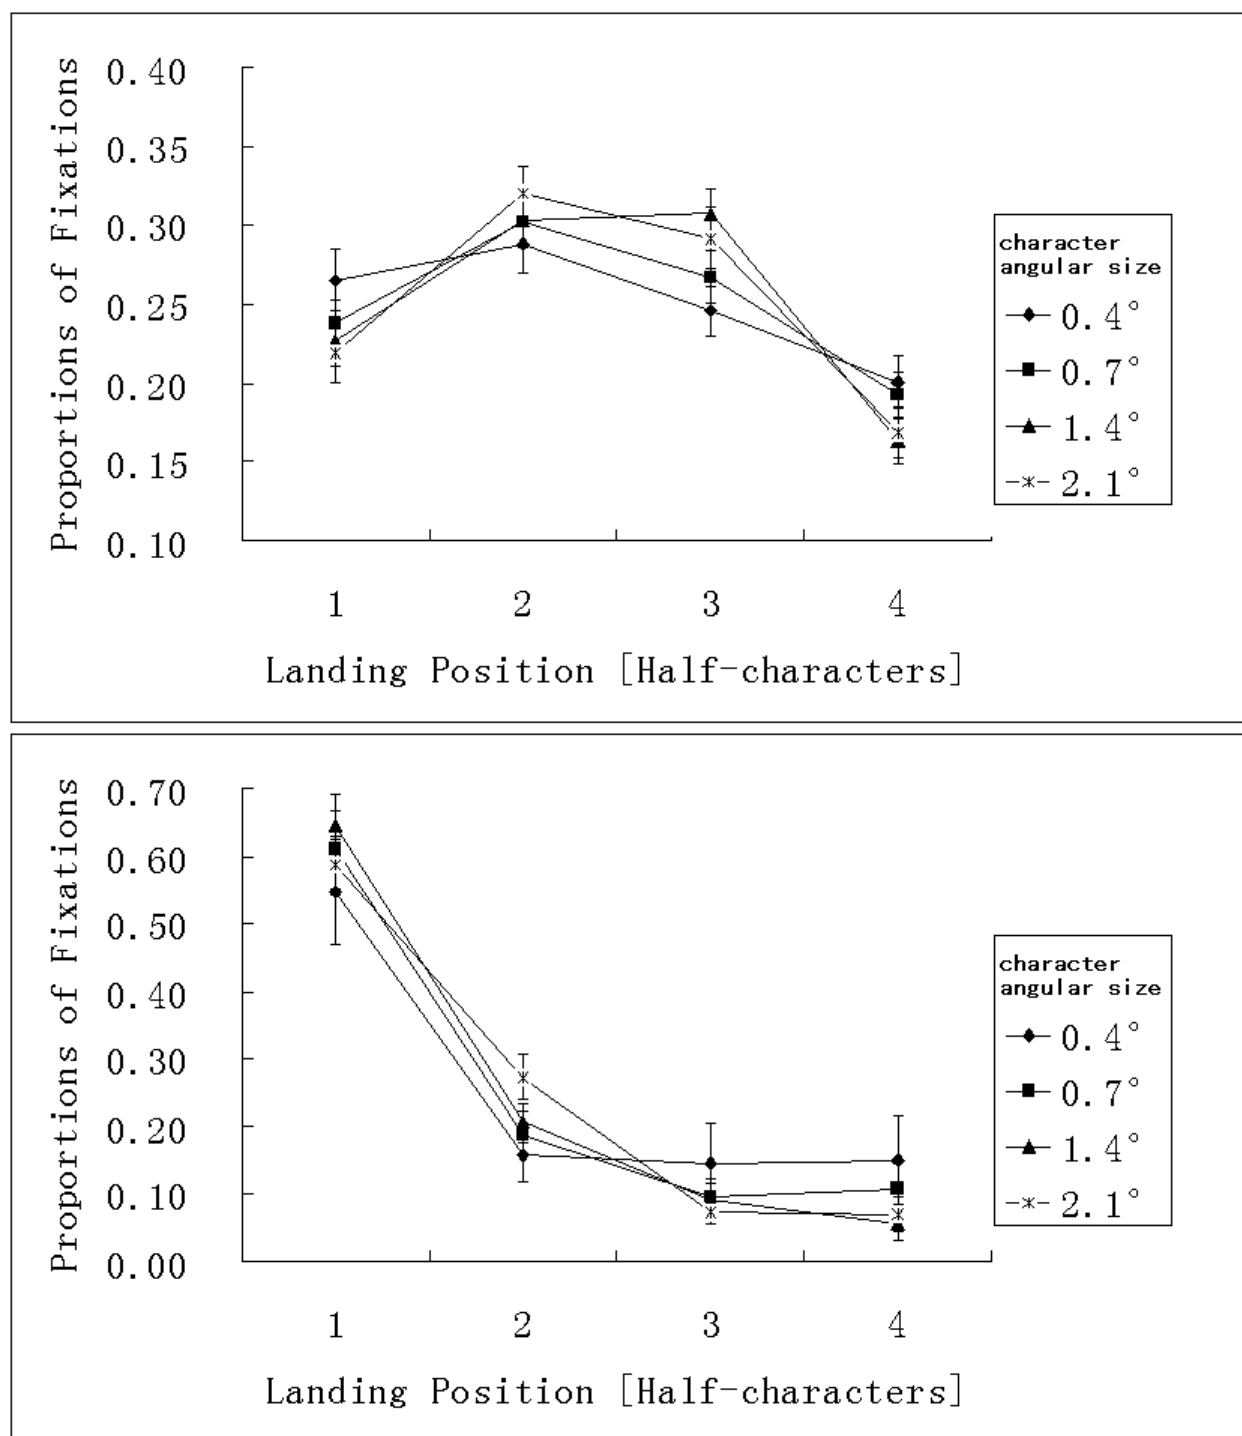 Proportions of Fixations
0.40
0.35
0.30
0.25
0.20
0.15
0.10
1 2 3 4
Landing Position [Half-characters]
character
angular size
0.4°
0.7°
1.4°
2.1°
Proportions of Fixations
0.70
0.60
0.50
0.40
0.30
0.20
0.10
0.00
1 2 3 4
Landing Position [Half-characters]
character
angular size
0.4°
0.7°
1.4°
2.1°